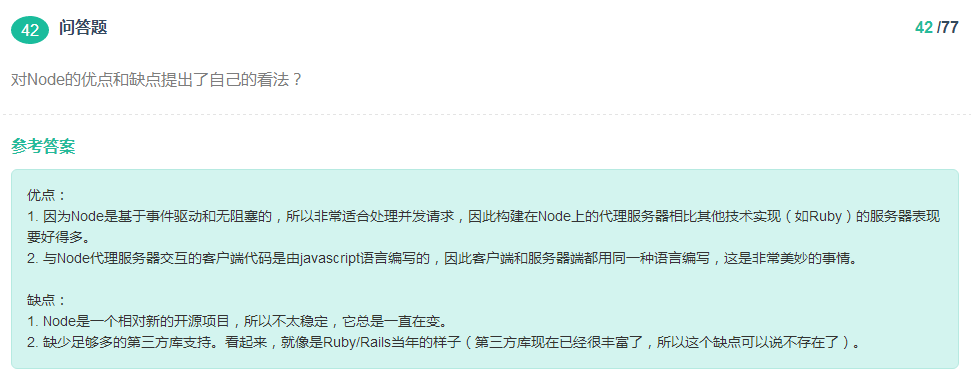 42 问答题 42 /77
对Node的优点和缺点提出了自己的看法？
参考答案
优点：
1. 因为Node是基于事件驱动和无阻塞的，所以非常适合处理并发请求，因此构建在Node上的代理服务器相比其他技术实现（如Ruby）的服务器表现
要好得多。
2. 与Node代理服务器交互的客户端代码是由javascript语言编写的，因此客户端和服务器端都用同一种语言编写，这是非常美妙的事情。
缺点：
1. Node是一个相对新的开源项目，所以不太稳定，它总是一直在变。
2. 缺少足够多的第三方库支持。看起来，就像是Ruby/Rails当年的样子（第三方库现在已经很丰富了，所以这个缺点可以说不存在了）。